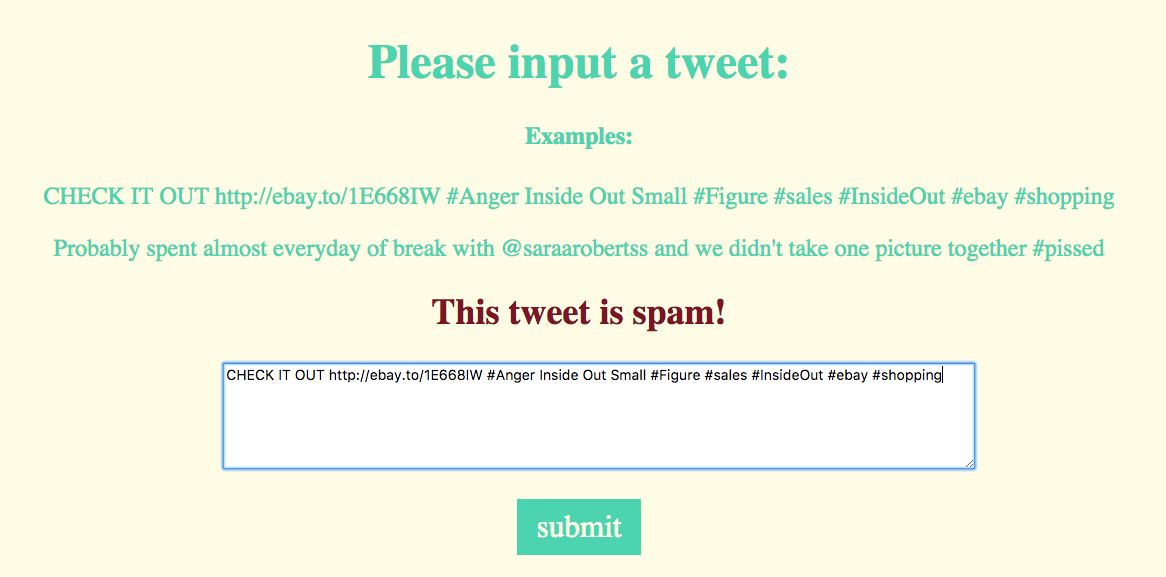 Please input a tweet:
Examples:
CHECK IT OUT http://ebay.to/1E668IW #Anger Inside Out Small #Figure #sales #InsideOut #ebay #shopping
Probably spent almost everyday of break with @saraarobertss and we didn't take one picture together #pissed
This tweet is spam!
CHECK IT OUT http://ebay.to/1E668IW #Anger Inside Out Small #Figure #sales #InsideOut #ebay #shopping
submit